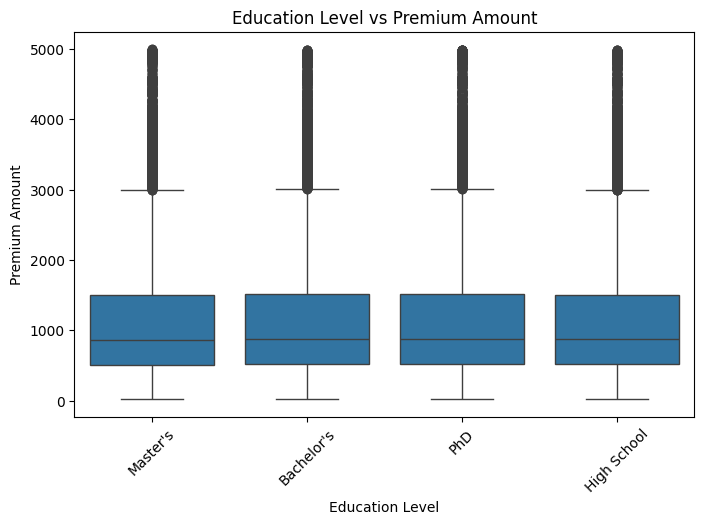 Education Level vs Premium Amount
Premium Amount
5000
4000
3000
2000
1000
0
Master's
Bachelor's
PhD
High School
Education Level